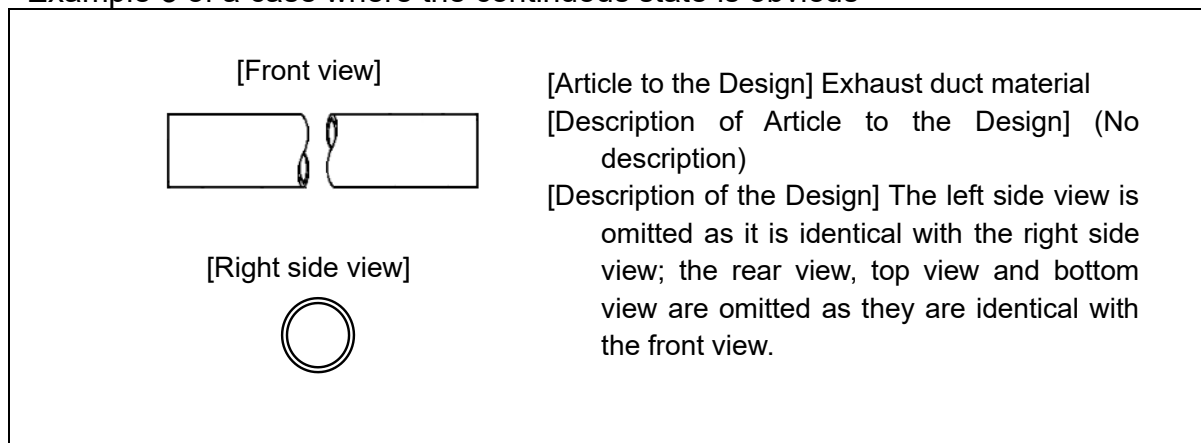 Example of a case where the continuous state is obvious
[Front view]
[Right side view]
[Article to the Design] Exhaust duct material
[Description of Article to the Design] (No
description)
[Description of the Design] The left side view is
omitted as it is identical with the right side
view; the rear view, top view and bottom
view are omitted as they are identical with
the front view.